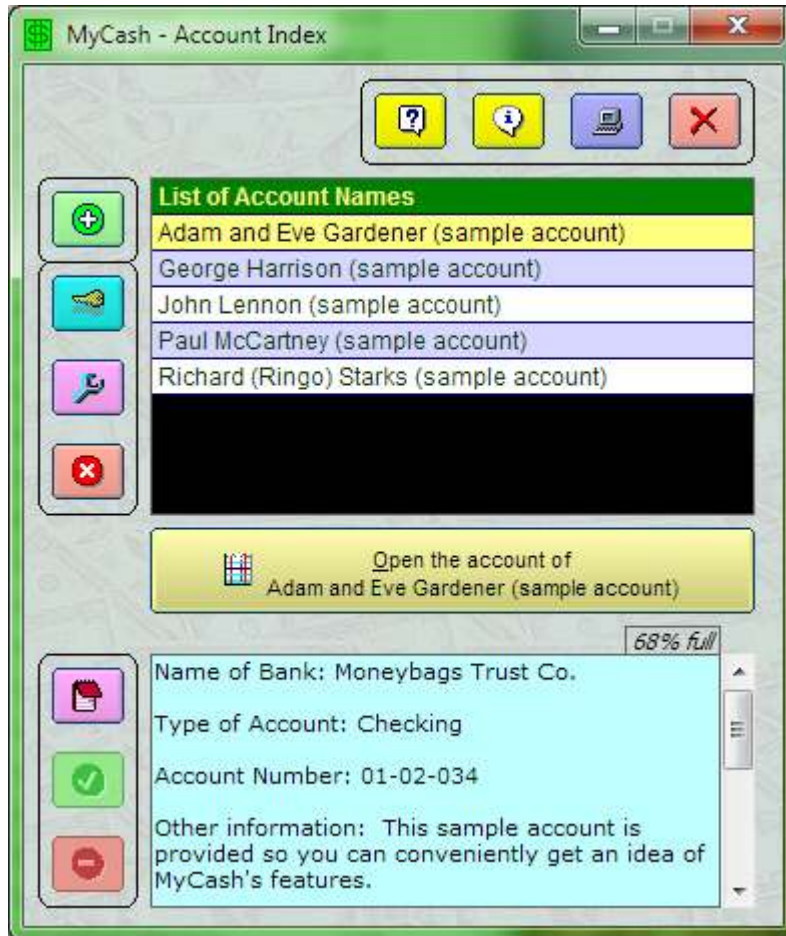 MyCash - Account Index
List of Account Names
Adam and Eve Gardener (sample account)
George Harrison (sample account)
John Lennon (sample account)
Paul McCartney (sample account)
Richard (Ringo) Starks (sample account)
Open the account of
Adam and Eve Gardener (sample account)
68% full
Name of Bank: Moneybags Trust Co.
Type of Account: Checking
Account Number: 01-02-034
Other information:  This sample account is
provided so you can conveniently get an idea of
MyCash's features.